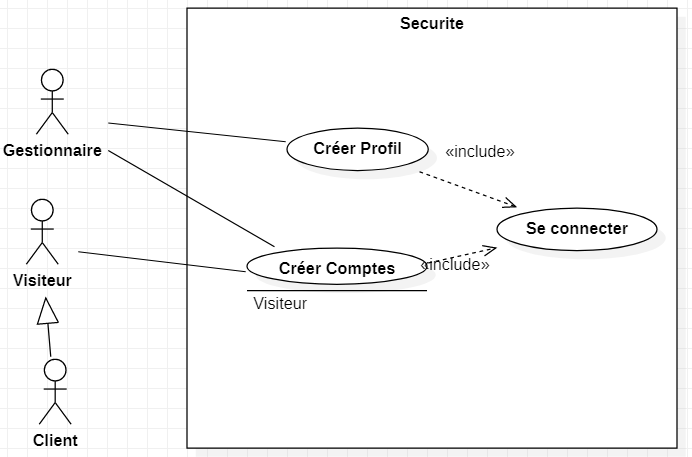 Securite
Gestionnaire
Créer Profil
«include»
Se connecter
Visiteur
Créer Comptes
«include»
Visiteur
Client